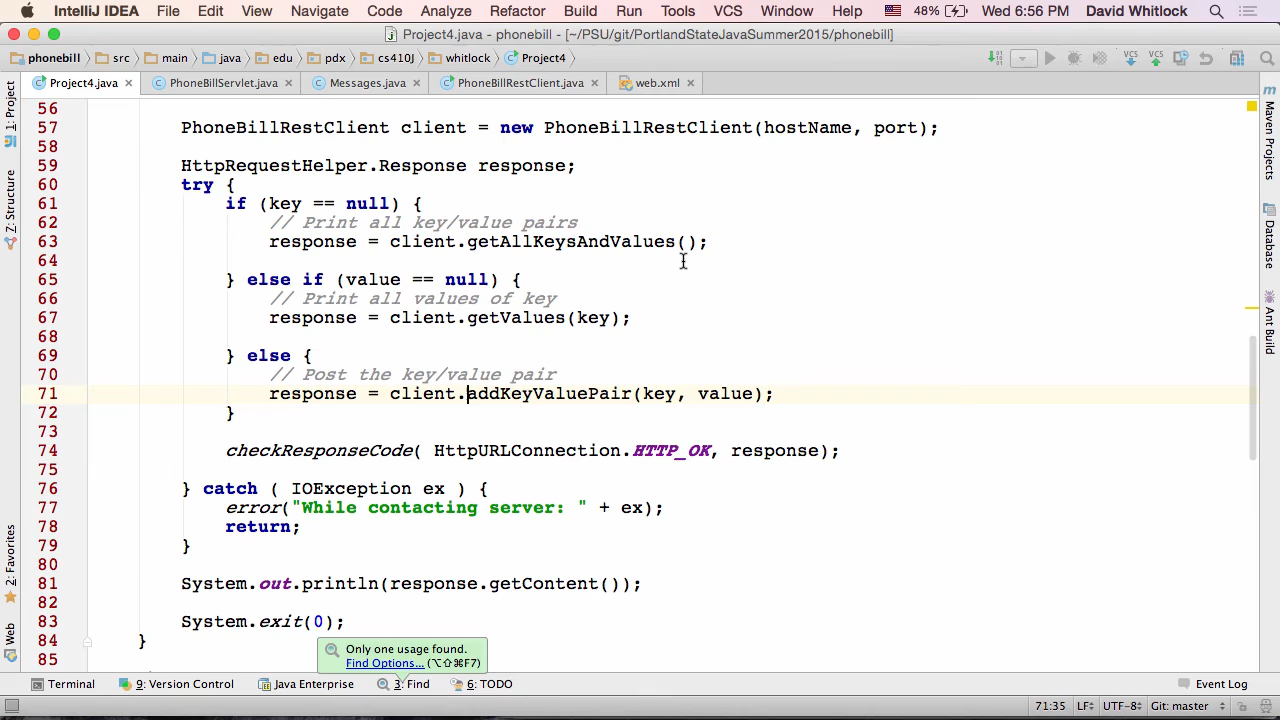 IntelliJ IDEA File Edit View Navigate Code Analyze Refactor Build Run Tools VCS Window Help 48% Wed 6:56 PM David Whitlock
Project4.java - phonebill - [~/PSU/git/PortlandStateJavaSummer2015/phonebill]
phonebill src main java edu pdx cs410J whitlock Project4
VCS VCS
Project4.java PhoneBillServlet.java Messages.java PhoneBillRestClient.java web.xml
1: Project
Z: Structure
2: Favorites
Web
Maven Projects
Database
Ant Build
56
57 PhoneBillRestClient client = new PhoneBillRestClient(hostName, port);
58
59 HttpRequestHelper.Response response;
60 try {
61 if (key == null) {
62 // Print all key/value pairs
63 response = client.getAllKeysAndValues();
64
65 } else if (value == null) {
66 // Print all values of key
67 response = client.getValues(key);
68
69 } else {
70 // Post the key/value pair
71 response = client.addKeyValuePair(key, value);
72 }
73
74 checkResponseCode( HttpURLConnection.HTTP_OK, response);
75
76 } catch ( IOException ex ) {
77 error("While contacting server: " + ex);
78 return;
79 }
80
81 System.out.println(response.getContent());
82
83 System.exit(0);
84 }
85
Only one usage found.
Find Options... (⌥⇧⌘F7)
Terminal 9: Version Control Java Enterprise 3: Find 6: TODO Event Log
71:35 LF UTF-8 Git: master